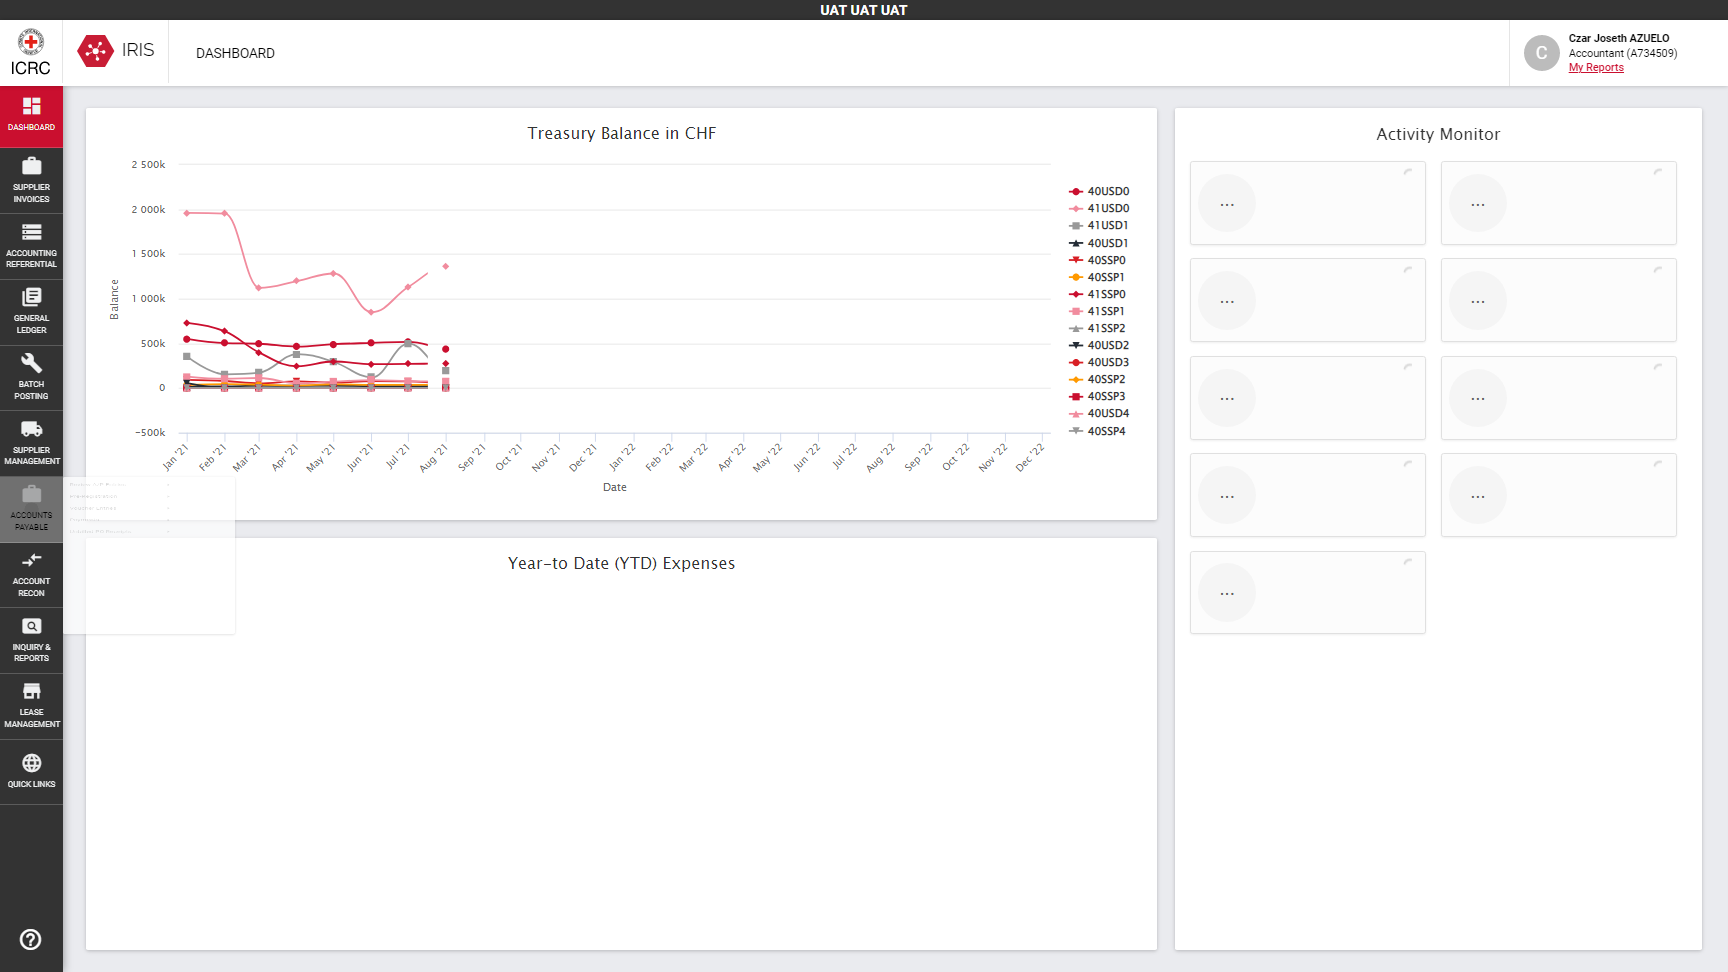 UAT UAT UAT
ICRC
IRIS
DASHBOARD
Czar Joseth AZUELO
C
Accountant (A734509)
My Reports
DASHBOARD
SUPPLIER
INVOICES
ACCOUNTING
REFERENTIAL
GENERAL
LEDGER
BATCH
POSTING
SUPPLIER
MANAGEMENT
ACCOUNTS
PAYABLE
ACCOUNT
RECON
INQUIRY &
REPORTS
LEASE
MANAGEMENT
QUICK LINKS
Treasury Balance in CHF
2 500k
2 000k
1 500k
1 000k
500k
0
-500k
Balance
Jan '21
Feb '21
Mar '21
Apr '21
May '21
Jun '21
Jul '21
Aug '21
Sep '21
Oct '21
Nov '21
Dec '21
Jan '22
Feb '22
Mar '22
Apr '22
May '22
Jun '22
Jul '22
Aug '22
Sep '22
Oct '22
Nov '22
Dec '22
Date
40USD0
41USD0
41USD1
40USD1
40SSP0
40SSP1
41SSP0
41SSP1
41SSP2
40USD2
40USD3
40SSP2
40SSP3
40USD4
40SSP4
Year-to Date (YTD) Expenses
Activity Monitor
... ...
... ...
... ...
... ...
...